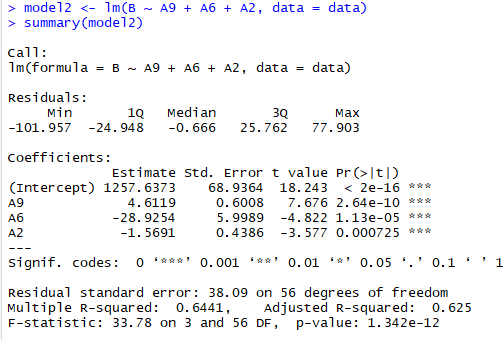 > model2 <- lm(B ~ A9 + A6 + A2, data = data)
> summary(model2)
Call:
lm(formula = B ~ A9 + A6 + A2, data = data)
Residuals:
Min 1Q Median 3Q Max
-101.957 -24.948 -0.666 25.762 77.903
Coefficients:
Estimate Std. Error t value Pr(>|t|)
(Intercept) 1257.6373 68.9364 18.243 < 2e-16 ***
A9 4.6119 0.6008 7.676 2.64e-10 ***
A6 -28.9254 5.9989 -4.822 1.13e-05 ***
A2 -1.5691 0.4386 -3.577 0.000725 ***
---
Signif. codes: 0 ‘***’ 0.001 ‘**’ 0.01 ‘*’ 0.05 ‘.’ 0.1 ‘ ’ 1
Residual standard error: 38.09 on 56 degrees of freedom
Multiple R-squared: 0.6441, Adjusted R-squared: 0.625
F-statistic: 33.78 on 3 and 56 DF, p-value: 1.342e-12